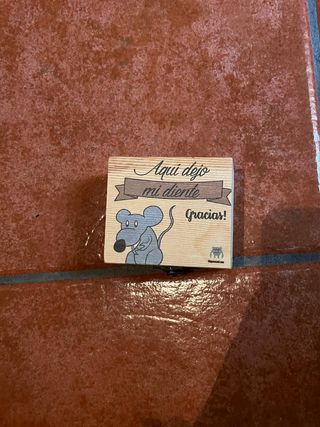 Aquí dejo
mi diente
Gracias!